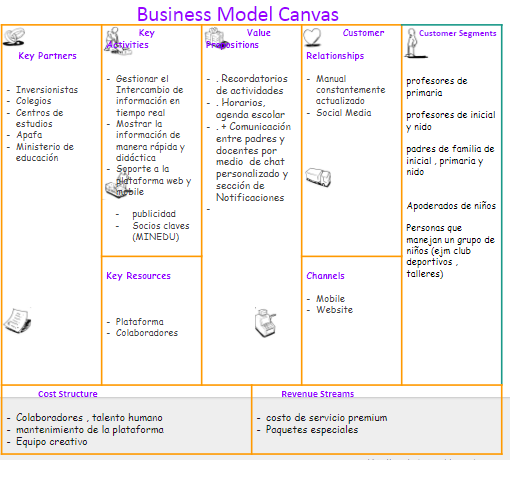 Business Model Canvas
Key Partners
- Inversionistas
- Colegios
- Centros de
estudios
- Apafa
- Ministerio de
educación
Key
Activities
- Gestionar el
Intercambio de
información en
tiempo real
- Mostrar la
información de
manera rápida y
didáctica
- Soporte a la
plataforma web y
mobile
- publicidad
- Socios claves
(MINEDU)
Key Resources
- Plataforma
- Colaboradores
Value
Propositions
- . Recordatorios
de actividades
- . Horarios,
agenda escolar
- . + Comunicación
entre padres y
docentes por
medio de chat
personalizado y
sección de
Notificaciones
-
Customer
Relationships
- Manual
constantemente
actualizado
- Social Media
Channels
- Mobile
- Website
Customer Segments
profesores de
primaria
profesores de inicial
y nido
padres de familia de
inicial , primaria y
nido
Apoderados de niños
Personas que
manejan un grupo de
niños (ejm club
deportivos ,
talleres)
Cost Structure
- Colaboradores , talento humano
- mantenimiento de la plataforma
- Equipo creativo
Revenue Streams
- costo de servicio premium
- Paquetes especiales